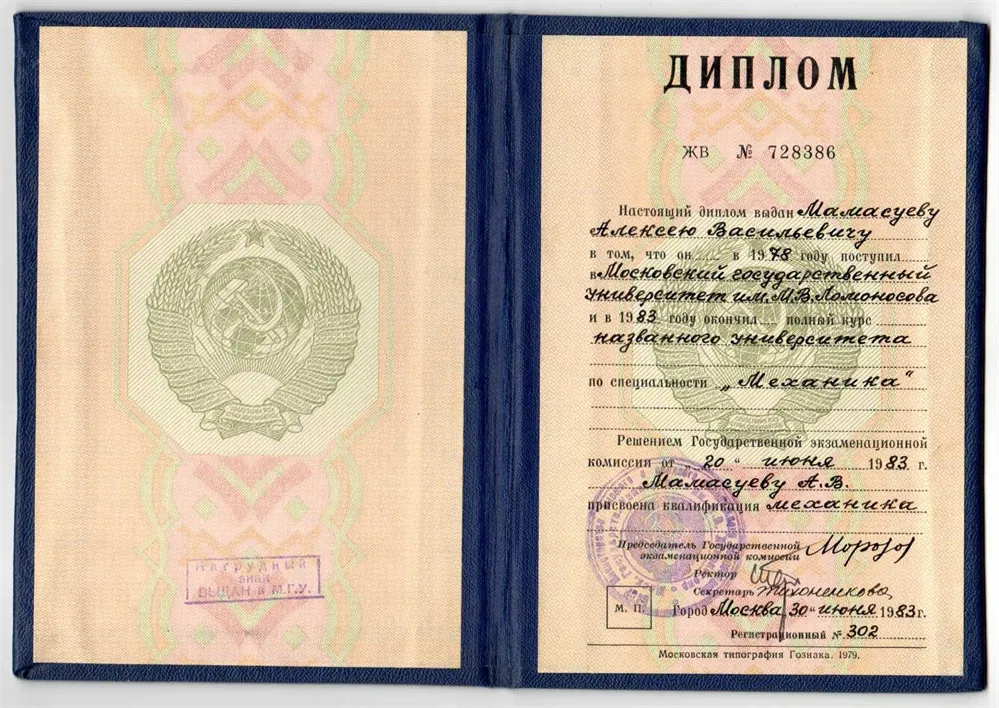 Нагрудный
знак
ВЫДАН в М.Г.У.
ДИПЛОМ
ЖВ № 728386
Настоящий диплом выдан Мамасуеву
Алексею Васильевичу
в том, что он в 1978 году поступил
в Московский государственный
университет им. М.В. Ломоносова
и в 1983 году окончил полный курс
названного университета
по специальности „Механика“
Решением Государственной экзаменационной
комиссии от „20“ июня 1983 г.
Мамасуеву А.В.
присвоена квалификация механика
Председатель Государственной
экзаменационной комиссии Морозов
Ректор
Секретарь Тихоненкова
М. П. Город Москва, 30 „ июня 1983 г.
Регистрационный № 302
Московская типография Гознака. 1979.